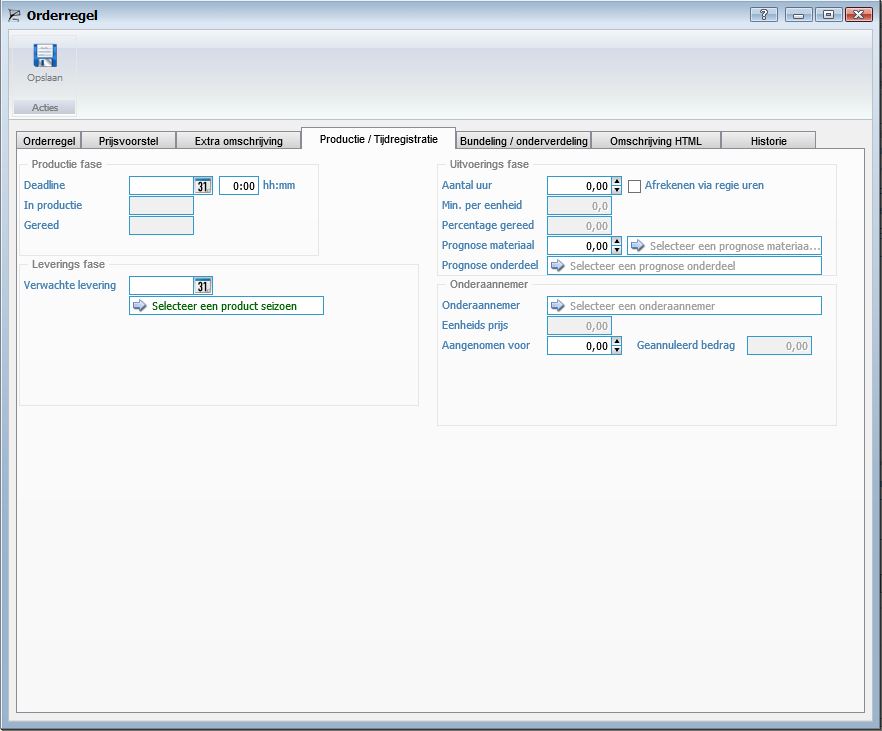 Orderregel
?
Opslaan
Acties
Orderregel Prijsvoorstel Extra omschrijving Productie / Tijdregistratie Bundeling / onderverdeling Omschrijving HTML Historie
Productie fase
Deadline 31 0:00 hh:mm
In productie
Gereed
Leverings fase
Verwachte levering 31
Selecteer een product seizoen
Uitvoerings fase
Aantal uur 0,00 Afrekenen via regie uren
Min. per eenheid 0,0
Percentage gereed 0,00
Prognose materiaal 0,00 Selecteer een prognose materiaa...
Prognose onderdeel Selecteer een prognose onderdeel
Onderaannemer
Onderaannemer Selecteer een onderaannemer
Eenheids prijs 0,00
Aangenomen voor 0,00 Geannuleerd bedrag 0,00